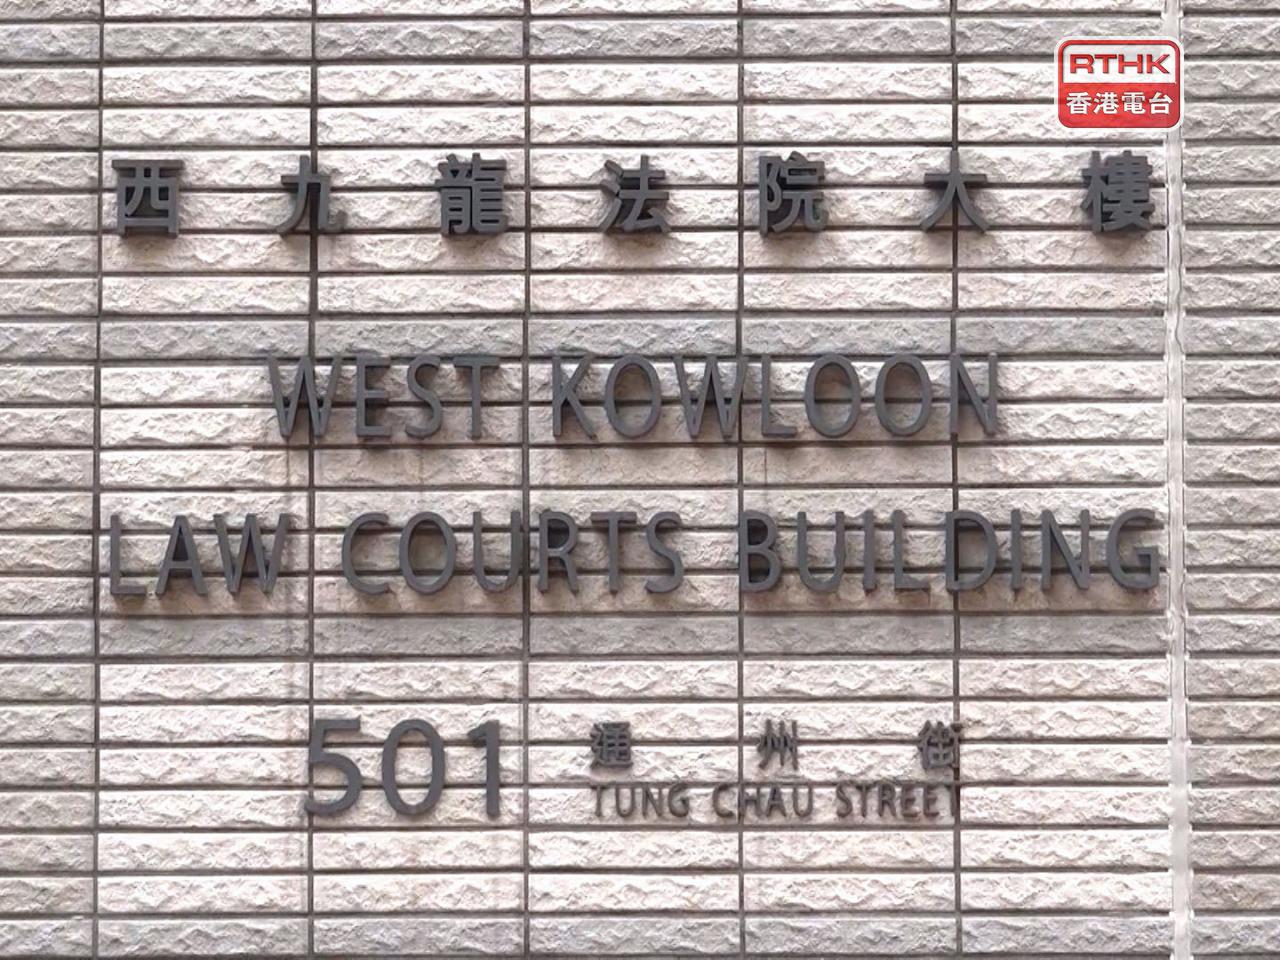 RTHK
香港電台
西九龍法院大樓
WEST KOWLOON
LAW COURTS BUILDING
501 通州街
TUNG CHAU STREET